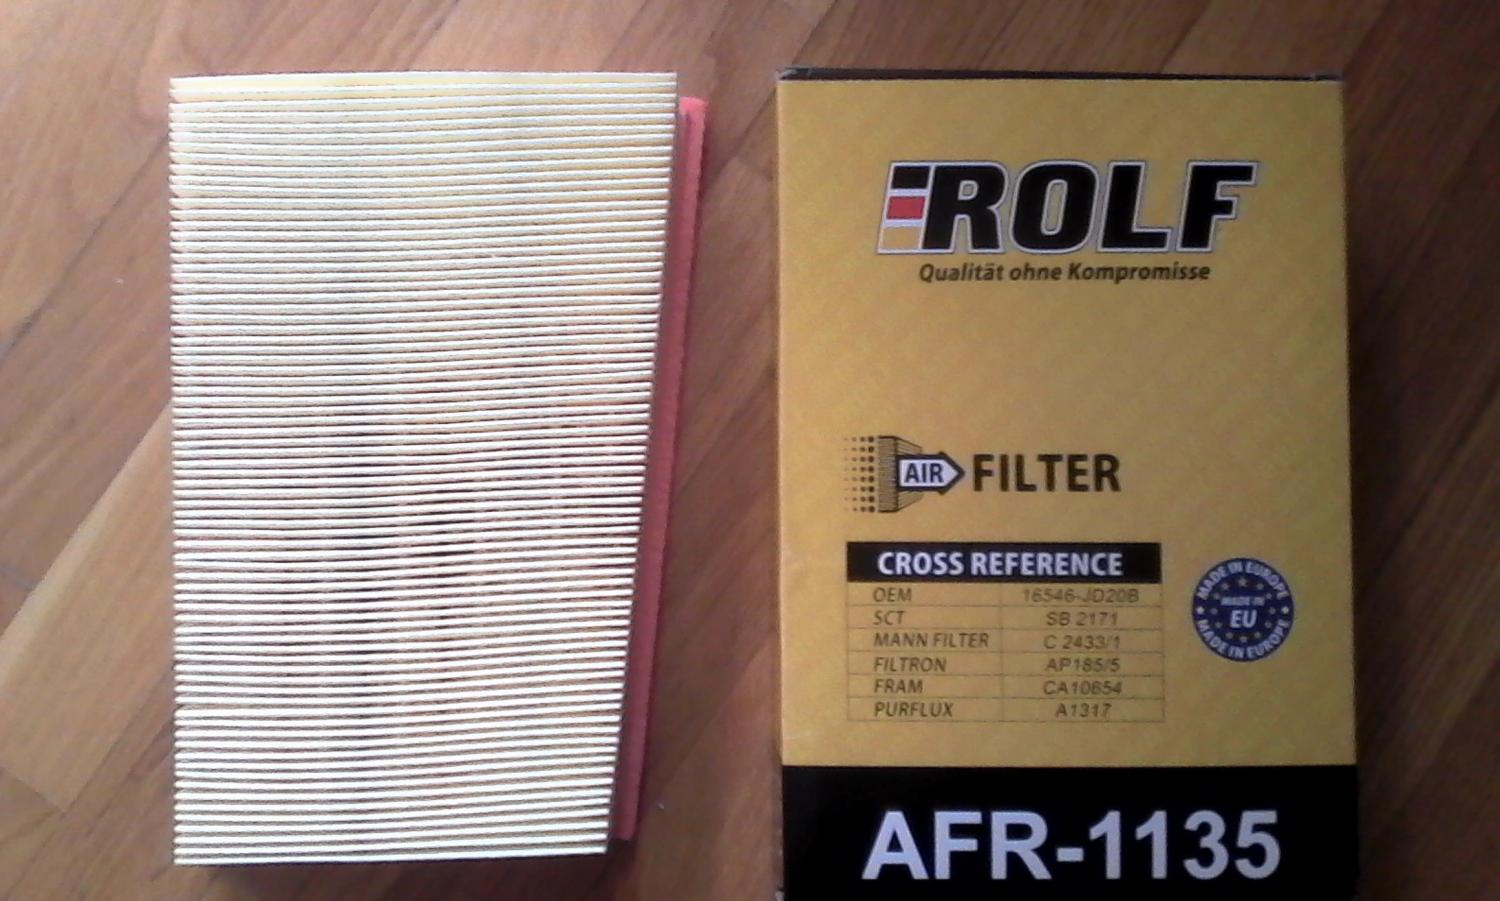 ROLF
Qualität ohne Kompromisse
AIR FILTER
CROSS REFERENCE
OEM 16546-JD20B
SCT SB 2171
MANN FILTER C 2433/1
FILTRON AP185/5
FRAM CA10654
PURFLUX A1317
MADE IN EUROPE
MADE IN
EU
MADE IN EUROPE
AFR-1135